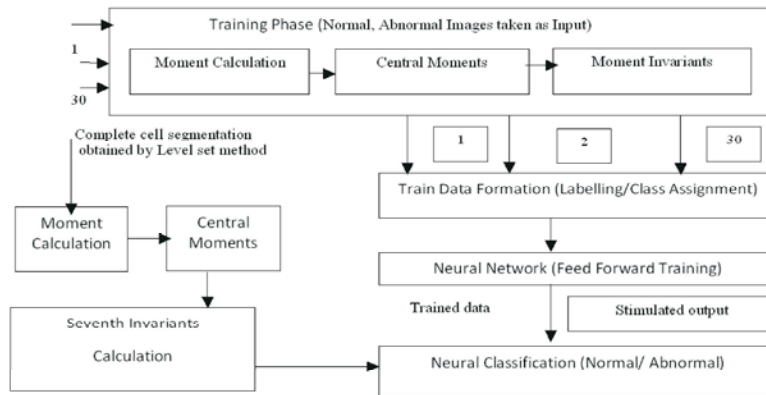 Training Phase (Normal, Abnormal Images taken as Input)
1
30
Moment Calculation
Central Moments
Moment Invariants
Complete cell segmentation
obtained by Level set method
1
2
30
Train Data Formation (Labelling/Class Assignment)
Moment
Calculation
Central
Moments
Neural Network (Feed Forward Training)
Trained data
Stimulated output
Seventh Invariants
Calculation
Neural Classification (Normal/ Abnormal)